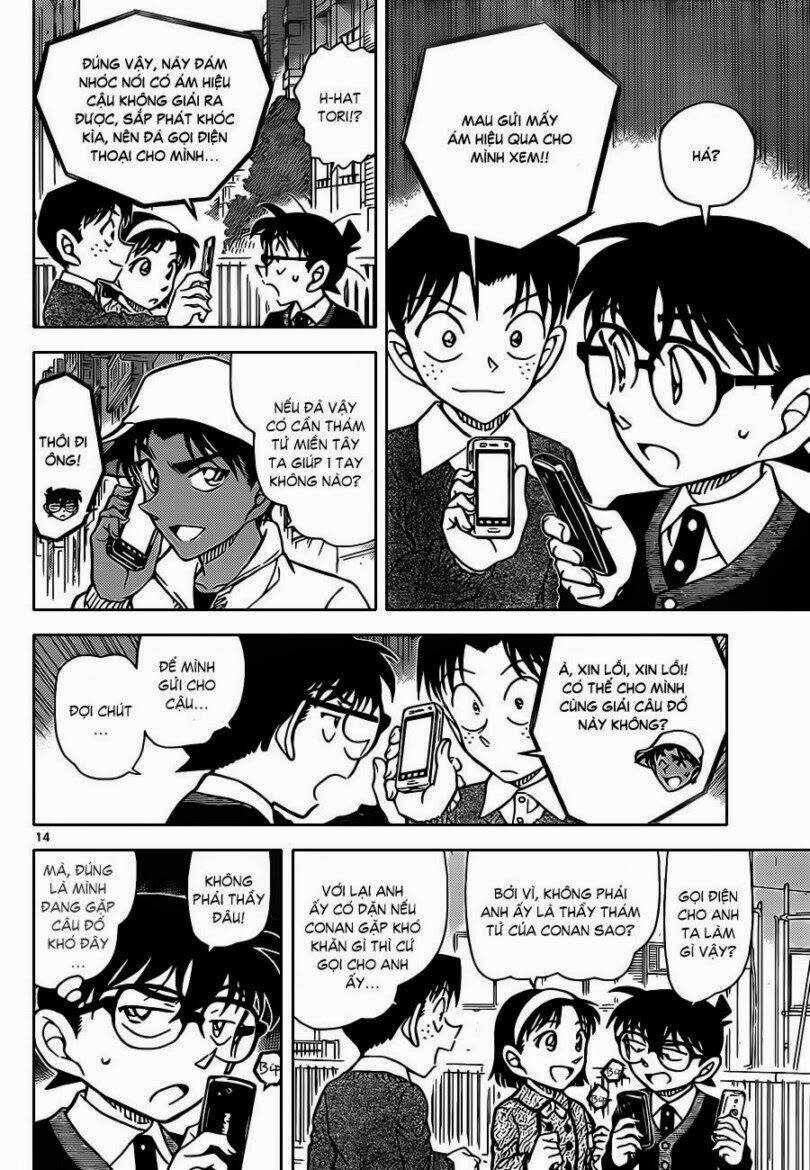 MAU GỬI MẤY
ÁM HIỆU QUA CHO
MÌNH XEM!!
HẢ?
H-HAT
TORI!?
ĐÚNG VẬY, NẢY ĐÁM
NHÓC NÓI CÓ ÁM HIỆU
CẬU KHÔNG GIẢI RA
ĐƯỢC, SẮP PHÁT KHÓC
KÌA, NÊN ĐÃ GỌI ĐIỆN
THOẠI CHO MÌNH...
NẾU ĐÃ VẬY
CÓ CẦN THÁM
TỬ MIỀN TÂY
TA GIÚP 1 TAY
KHÔNG NÀO?
THÔI ĐI
ÔNG!
À, XIN LỖI, XIN LỖI!
CÓ THỂ CHO MÌNH
CÙNG GIẢI CÂU ĐỐ
NÀY KHÔNG?
ĐỂ MÌNH
GỬI CHO
CẬU...
ĐỢI CHÚT
...
14
GỌI ĐIỆN
CHO ANH
TA LÀM
GÌ VẬY?
BỞI VÌ, KHÔNG PHẢI
ANH ẤY LÀ THẦY THÁM
TỬ CỦA CONAN SAO?
VỚI LẠI ANH
ẤY CÓ DẶN NẾU
CONAN GẶP KHÓ
KHĂN GÌ THÌ CỨ
GỌI CHO ANH
ẤY...
BÍP
BÍP
KHÔNG
PHẢI THẦY
ĐÂU!
MÀ, ĐÚNG
LÀ MÌNH
ĐANG GẶP
CÂU ĐỐ
KHÓ ĐÂY
...
BÍP